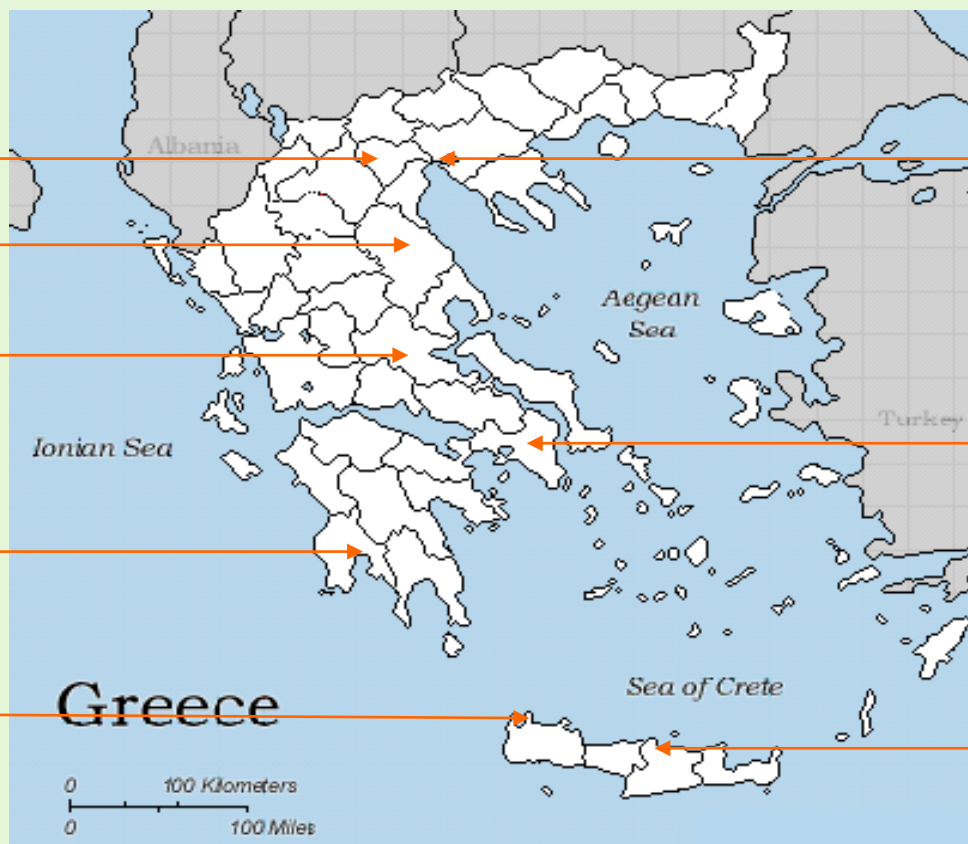 Albania
Aegean
Sea
Turkey
Ionian Sea
Sea of Crete
Greece
0 100 Kilometers
0 100 Miles